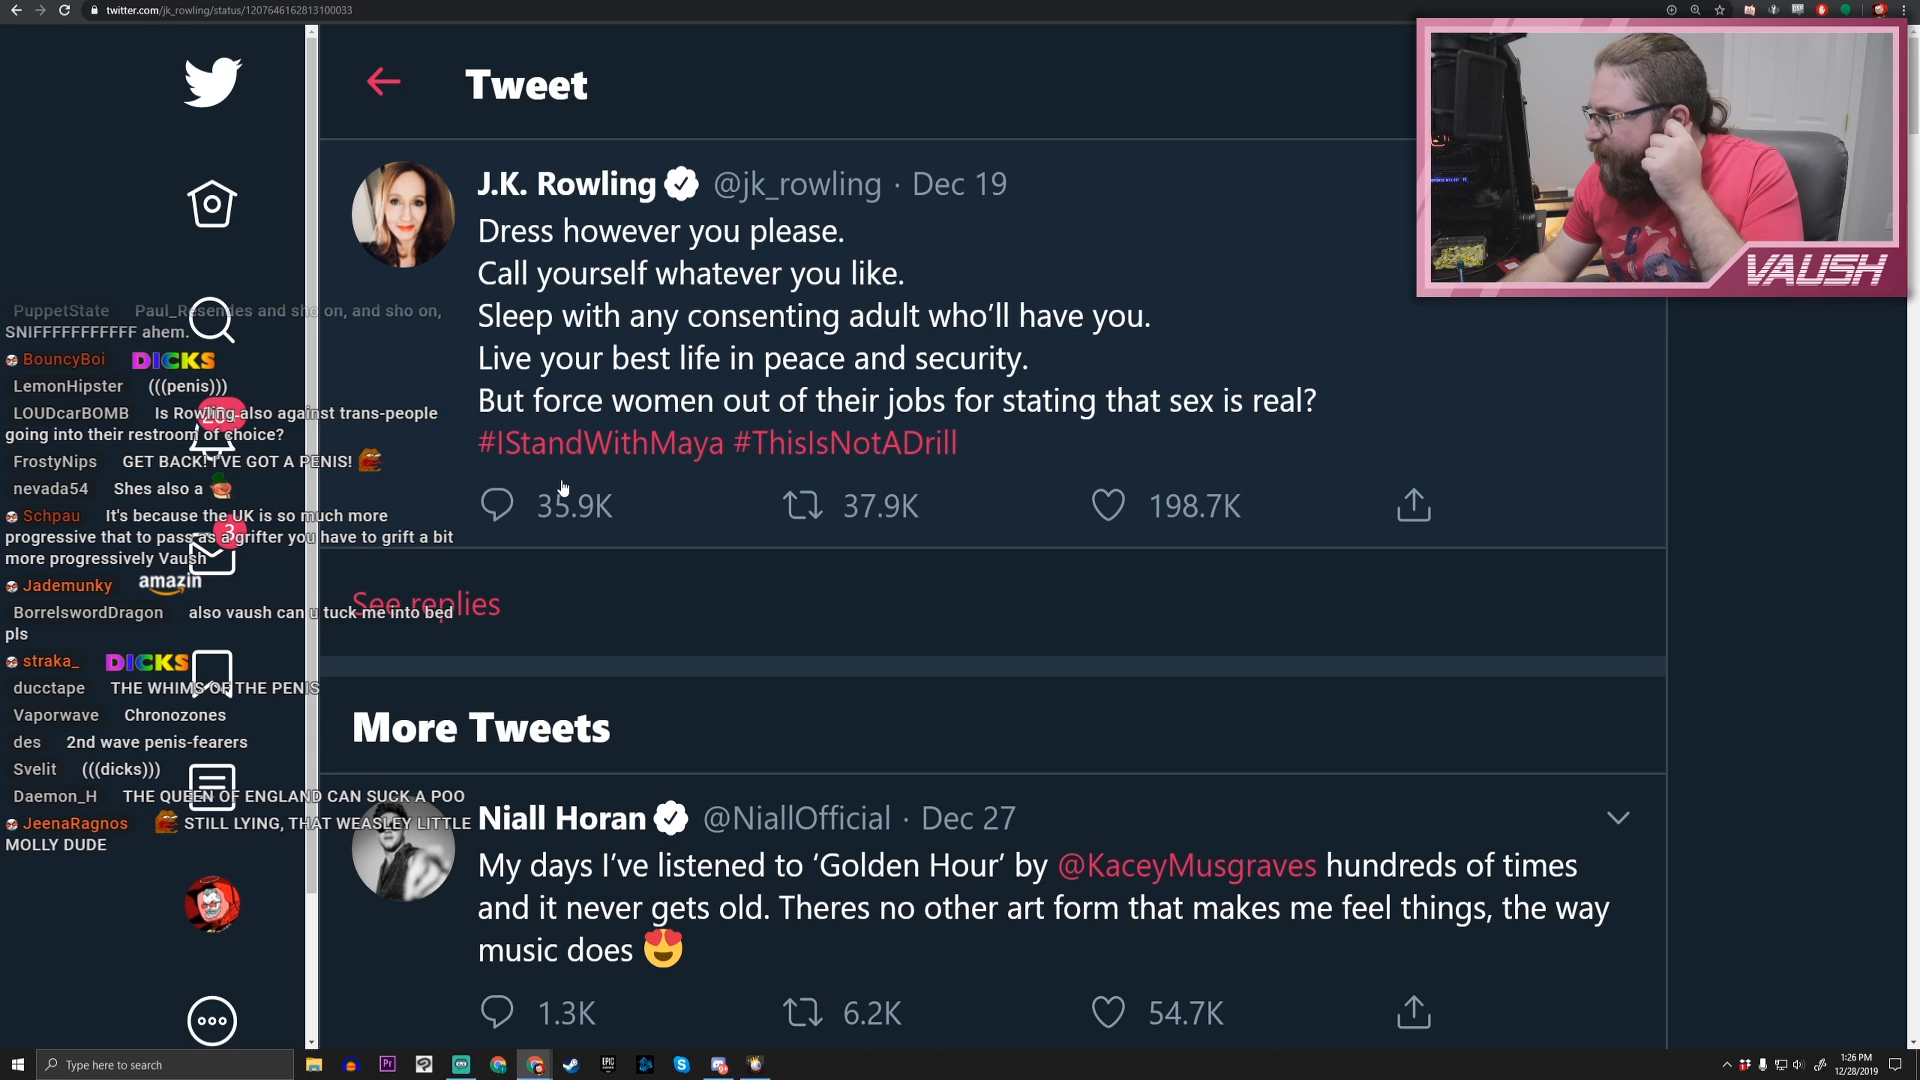 twitter.com/jk_rowling/status/1207646162813100033
Tweet
J.K. Rowling @jk_rowling · Dec 19
Dress however you please.
Call yourself whatever you like.
Sleep with any consenting adult who’ll have you.
Live your best life in peace and security.
But force women out of their jobs for stating that sex is real?
#IStandWithMaya #ThisIsNotADrill
35.9K 37.9K 198.7K
See replies
More Tweets
Niall Horan @NiallOfficial · Dec 27
My days I’ve listened to ‘Golden Hour’ by @KaceyMusgraves hundreds of times
and it never gets old. Theres no other art form that makes me feel things, the way
music does 😍
1.3K 6.2K 54.7K
VAUSH
PuppetState Paul_Resendes and sho on, and sho on,
SNIFFFFFFFFFFF ahem.
BouncyBoi DICKS
LemonHipster (((penis)))
LOUDcarBOMB Is Rowling also against trans-people
going into their restroom of choice?
FrostyNips GET BACK! I'VE GOT A PENIS!
nevada54 Shes also a
Schpau It's because the UK is so much more
progressive that to pass as a grifter you have to grift a bit
more progressively Vaush
3
Jademunky amazin
BorrelswordDragon also vaush can u tuck me into bed
pls
straka_ DICKS
ducctape THE WHIMS OF THE PENIS
Vaporwave Chronozones
des 2nd wave penis-fearers
Svelit (((dicks)))
Daemon_H THE QUEEN OF ENGLAND CAN SUCK A POO
JeenaRagnos STILL LYING, THAT WEASLEY LITTLE
MOLLY DUDE
Type here to search
Pr
EPIC
1:26 PM
12/28/2019